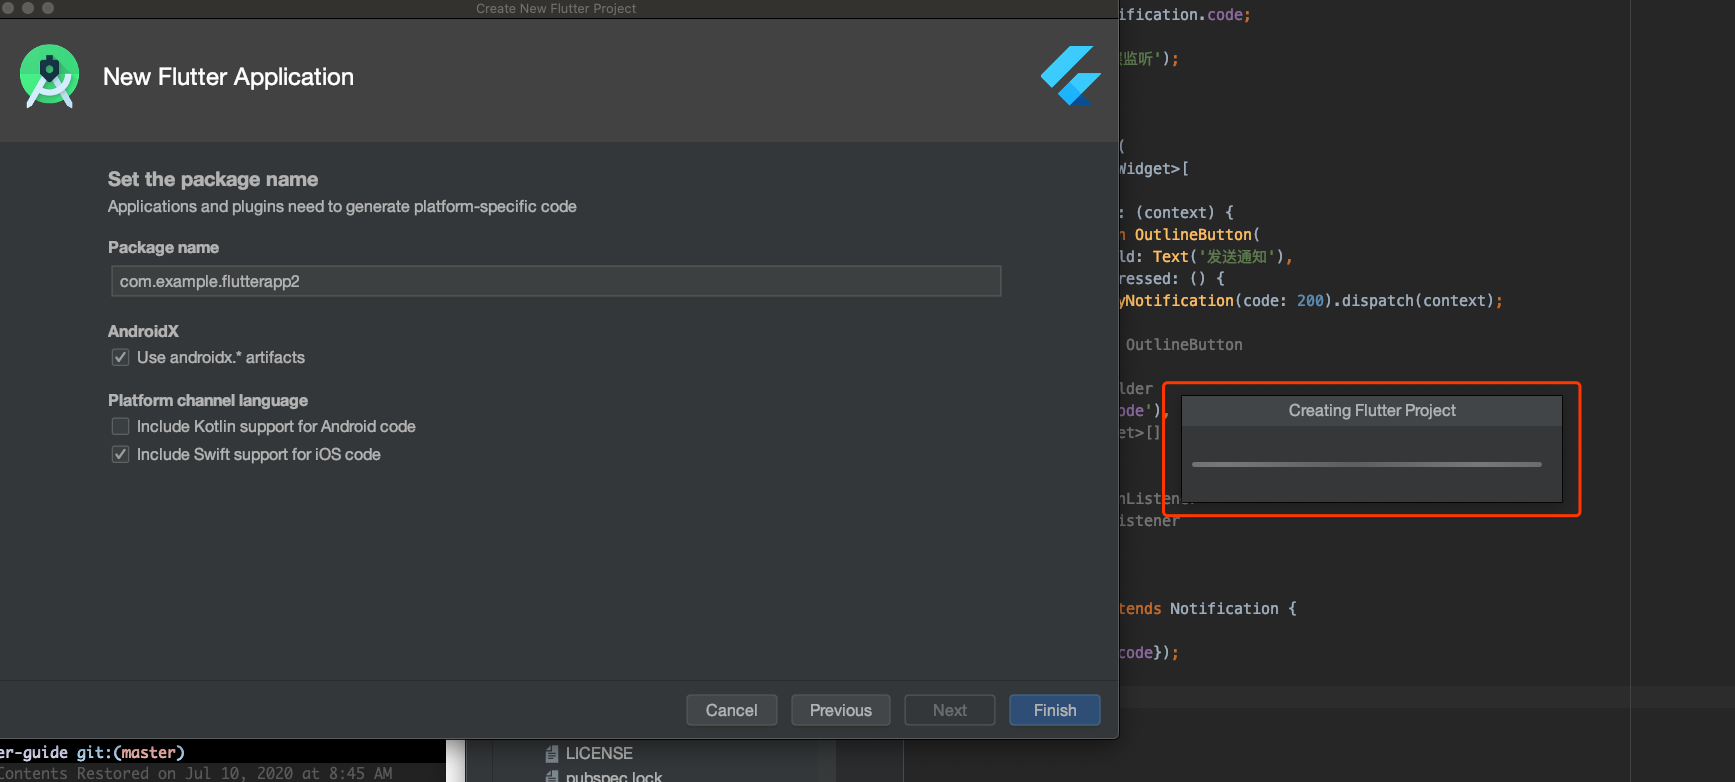 Create New Flutter Project
New Flutter Application
Set the package name
Applications and plugins need to generate platform-specific code
Package name
com.example.flutterapp2
AndroidX
Use androidx.* artifacts
Platform channel language
Include Kotlin support for Android code
Include Swift support for iOS code
Cancel
Previous
Next
Finish
ification.code;
监听');
(
Widget>[
: (context) {
n OutlineButton(
ld: Text('发送通知'),
ressed: () {
yNotification(code: 200).dispatch(context);
OutlineButton
lder
ode'),
et>[]
Creating Flutter Project
nListener
istener
tends Notification {
code});
er-guide git:(master)
Contents Restored on Jul 10, 2020 at 8:45 AM
LICENSE
pubspec.lock